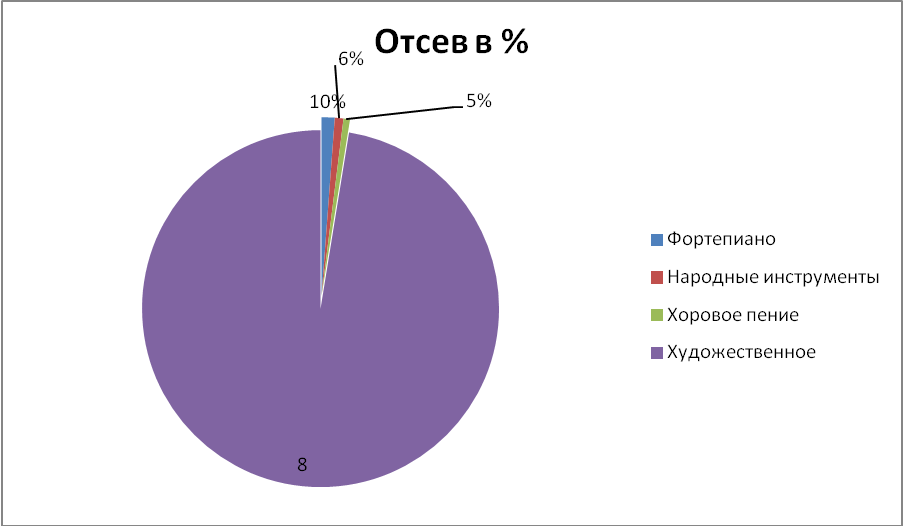 Отсев в %
6%
10%
5%
8
Фортепиано
Народные инструменты
Хоровое пение
Художественное